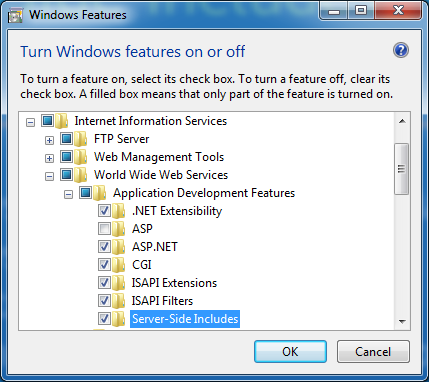 Windows Features
Turn Windows features on or off
To turn a feature on, select its check box. To turn a feature off, clear its
check box. A filled box means that only part of the feature is turned on.
Internet Information Services
FTP Server
Web Management Tools
World Wide Web Services
Application Development Features
.NET Extensibility
ASP
ASP.NET
CGI
ISAPI Extensions
ISAPI Filters
Server-Side Includes
OK
Cancel